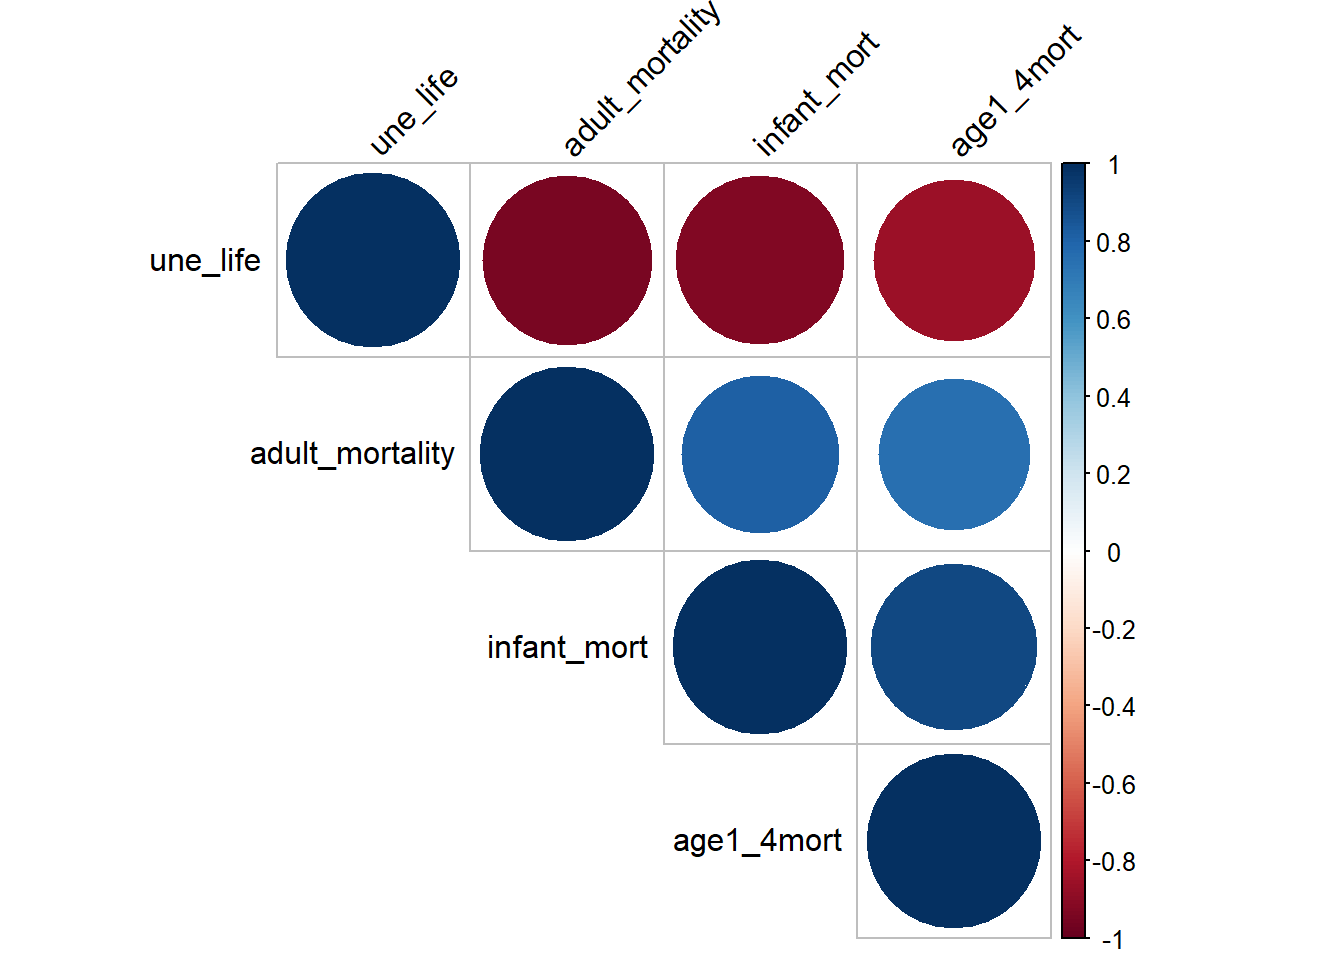 une_life
adult_mortality
infant_mort
age1_4mort
une_life
adult_mortality
infant_mort
age1_4mort
1
0.8
0.6
0.4
0.2
0
-0.2
-0.4
-0.6
-0.8
-1